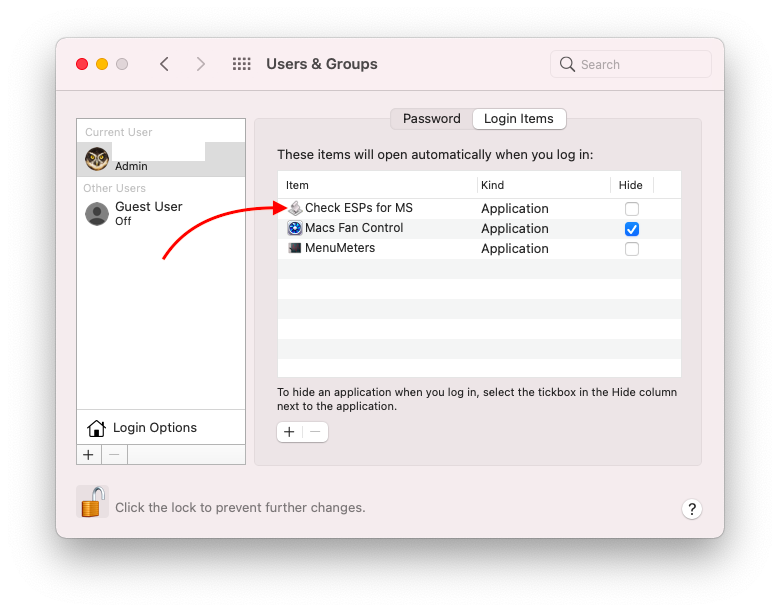 Users & Groups
Search
Current User
Admin
Other Users
Guest User
Off
Login Options
+ −
Password
Login Items
These items will open automatically when you log in:
Item Kind Hide
Check ESPs for MS Application
Macs Fan Control Application
MenuMeters Application
To hide an application when you log in, select the tickbox in the Hide column
next to the application.
+ −
Click the lock to prevent further changes.
?